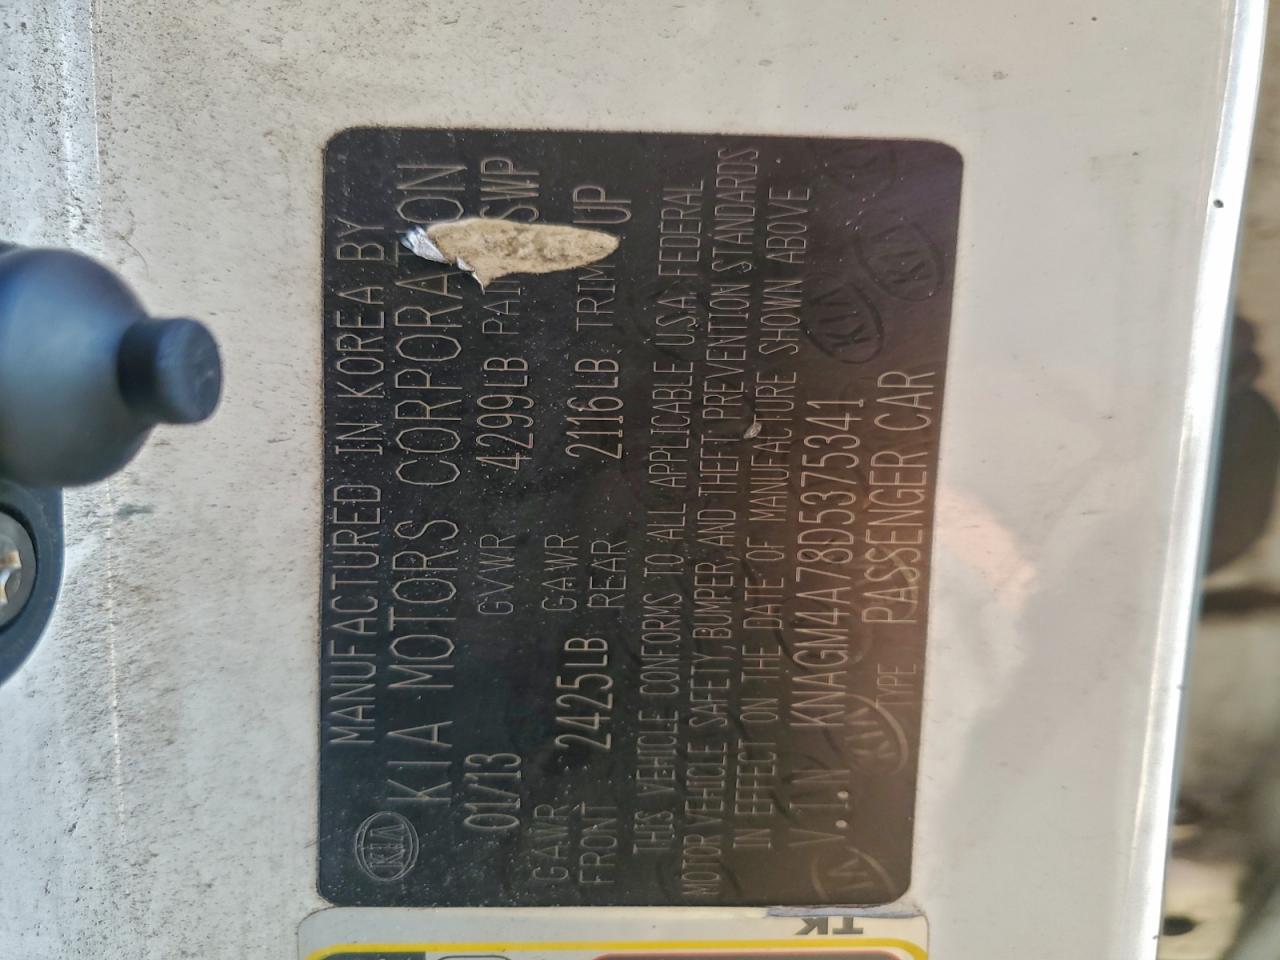 MANUFACTURED IN KOREA BY
KIA KIA MOTORS CORPORATION
01/13 GVWR 4299LB SWP
GAWR FRONT 2425LB GAWR REAR 2116LB TRIM UP
THIS VEHICLE CONFORMS TO ALL APPLICABLE U.S.A. FEDERAL
MOTOR VEHICLE SAFETY, BUMPER, AND THEFT PREVENTION STANDARDS
IN EFFECT ON THE DATE OF MANUFACTURE SHOWN ABOVE
V.I.N KNAGM4A78D5375341
TYPE PASSENGER CAR
TK